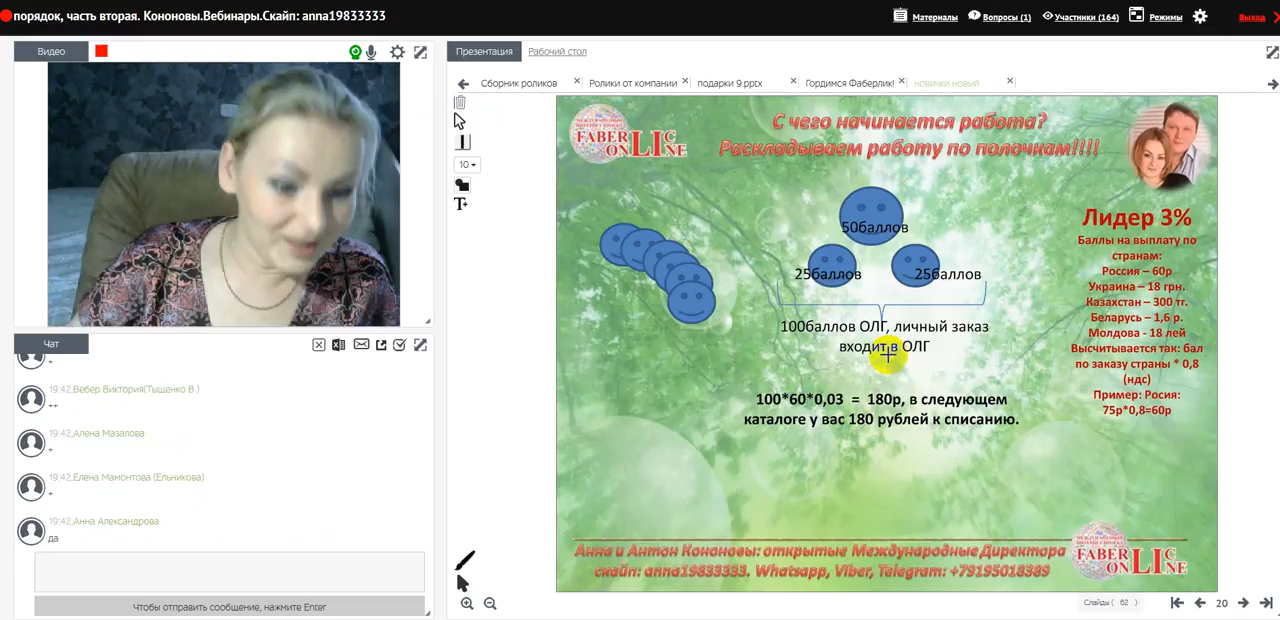 порядок, часть вторая. Кононовы.Вебинары.Скайп: anna19833333
Материалы
Вопросы (1)
Участники (164)
Режимы
Выход
Видео
Презентация
Рабочий стол
Сборник роликов
Ролики от компании
подарки 9.pptx
Гордимся Фаберлик!
новички новый
10
T+
FABERLIC
ONLINE
С чего начинается работа?
Раскладываем работу по полочкам!!!!
50баллов
25баллов
25баллов
100баллов ОЛГ, личный заказ
входит в ОЛГ
100*60*0,03 = 180р, в следующем
каталоге у вас 180 рублей к списанию.
Лидер 3%
Баллы на выплату по
странам:
Россия – 60р
Украина – 18 грн.
Казахстан – 300 тг.
Беларусь – 1,6 р.
Молдова - 18 лей
Высчитывается так: бал
по заказу страны * 0,8
(ндс)
Пример: Росия:
75р*0,8=60р
Анна и Антон Кононовы: открытые Международные Директора
скайп: anna19833333. Whatsapp, Viber, Telegram: +79195018389
FABERLIC
ONLINE
Чат
+
19:42,Вебер Виктория(Тыщенко В )
++
19:42,Алена Мазалова
+
19:42,Елена Мамонтова (Ельникова)
+
19:42,Анна Александрова
да
Чтобы отправить сообщение, нажмите Enter
Слайды ( 62 )
20